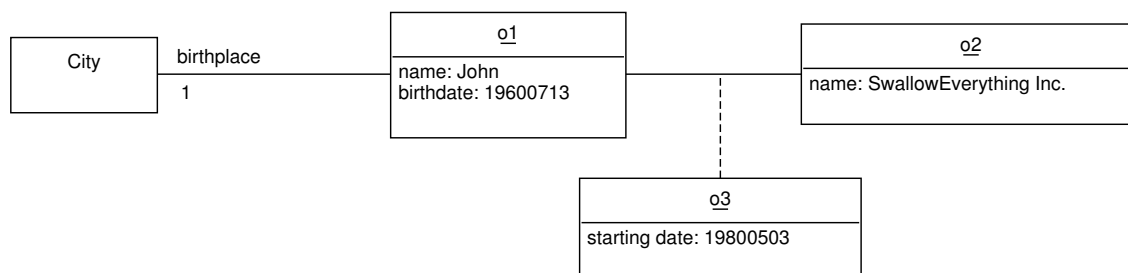 City
birthplace
1
o1
name: John
birthdate: 19600713
o2
name: SwallowEverything Inc.
o3
starting date: 19800503